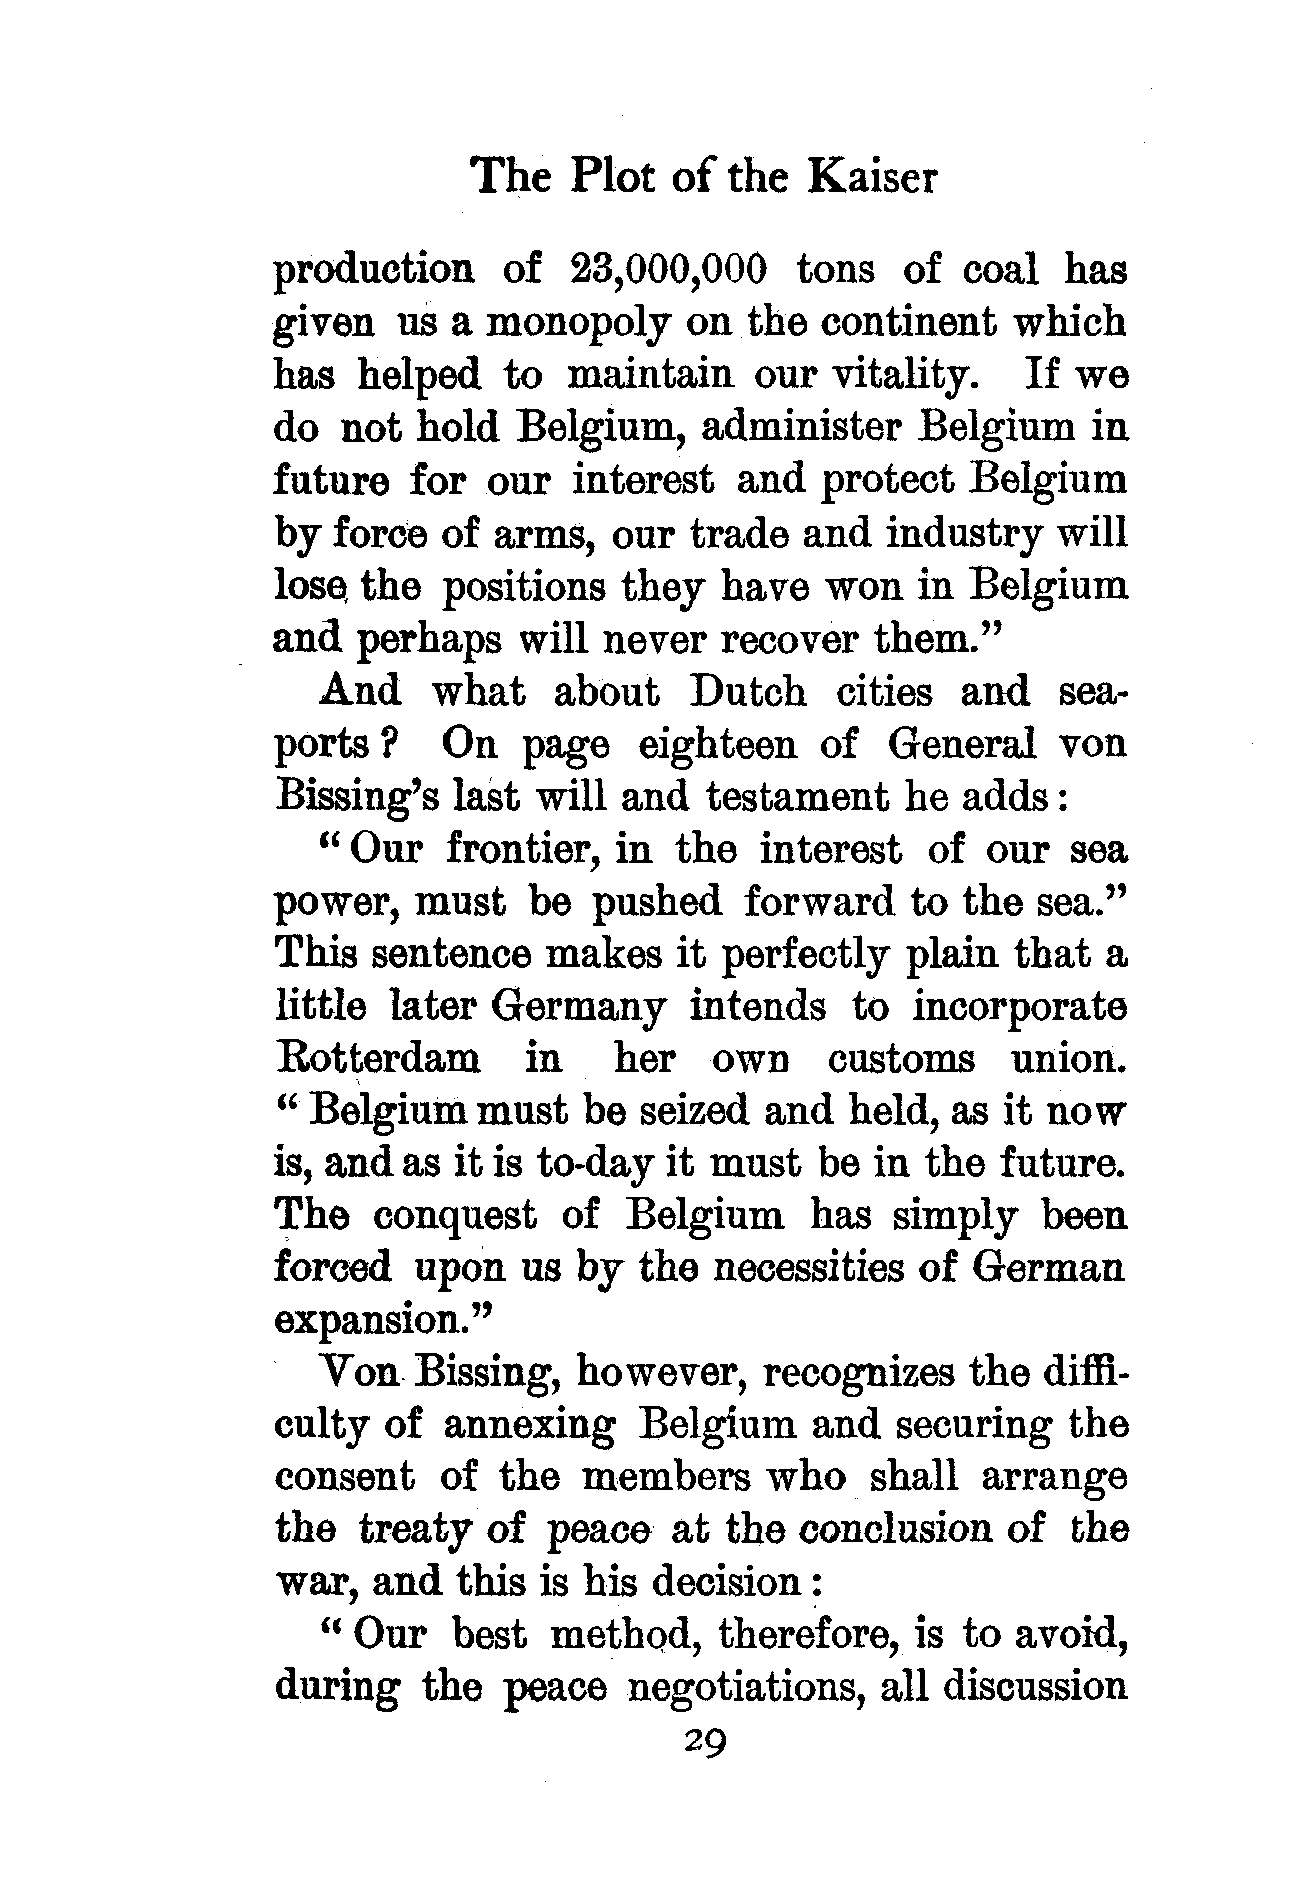 The Plot of the Kaiser
production of 23,000,000 tons of coal has
given us a monopoly on the continent which
has helped to maintain our vitality. If we
do not hold Belgium, administer Belgium in
future for our interest and protect Belgium
by force of arms, our trade and industry will
lose the positions they have won in Belgium
and perhaps will never recover them.”
And what about Dutch cities and sea-
ports ? On page eighteen of General von
Bissing’s last will and testament he adds :
“ Our frontier, in the interest of our sea
power, must be pushed forward to the sea.”
This sentence makes it perfectly plain that a
little later Germany intends to incorporate
Rotterdam in her own customs union.
“ Belgium must be seized and held, as it now
is, and as it is to-day it must be in the future.
The conquest of Belgium has simply been
forced upon us by the necessities of German
expansion.”
Von Bissing, however, recognizes the diffi-
culty of annexing Belgium and securing the
consent of the members who shall arrange
the treaty of peace at the conclusion of the
war, and this is his decision :
“ Our best method, therefore, is to avoid,
during the peace negotiations, all discussion
29